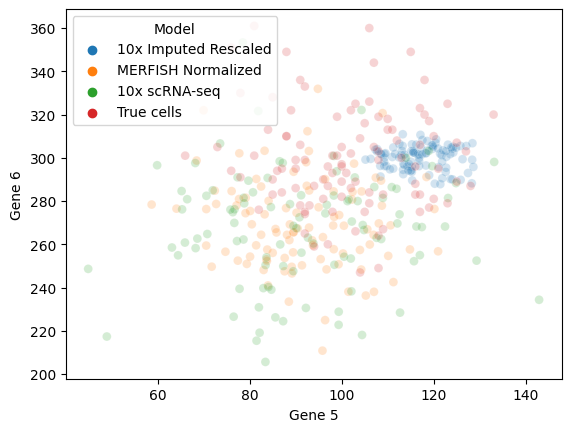 Model
10x Imputed Rescaled
MERFISH Normalized
10x scRNA-seq
True cells
360
340
320
300
280
260
240
220
200
Gene 6
60
80
100
120
140
Gene 5